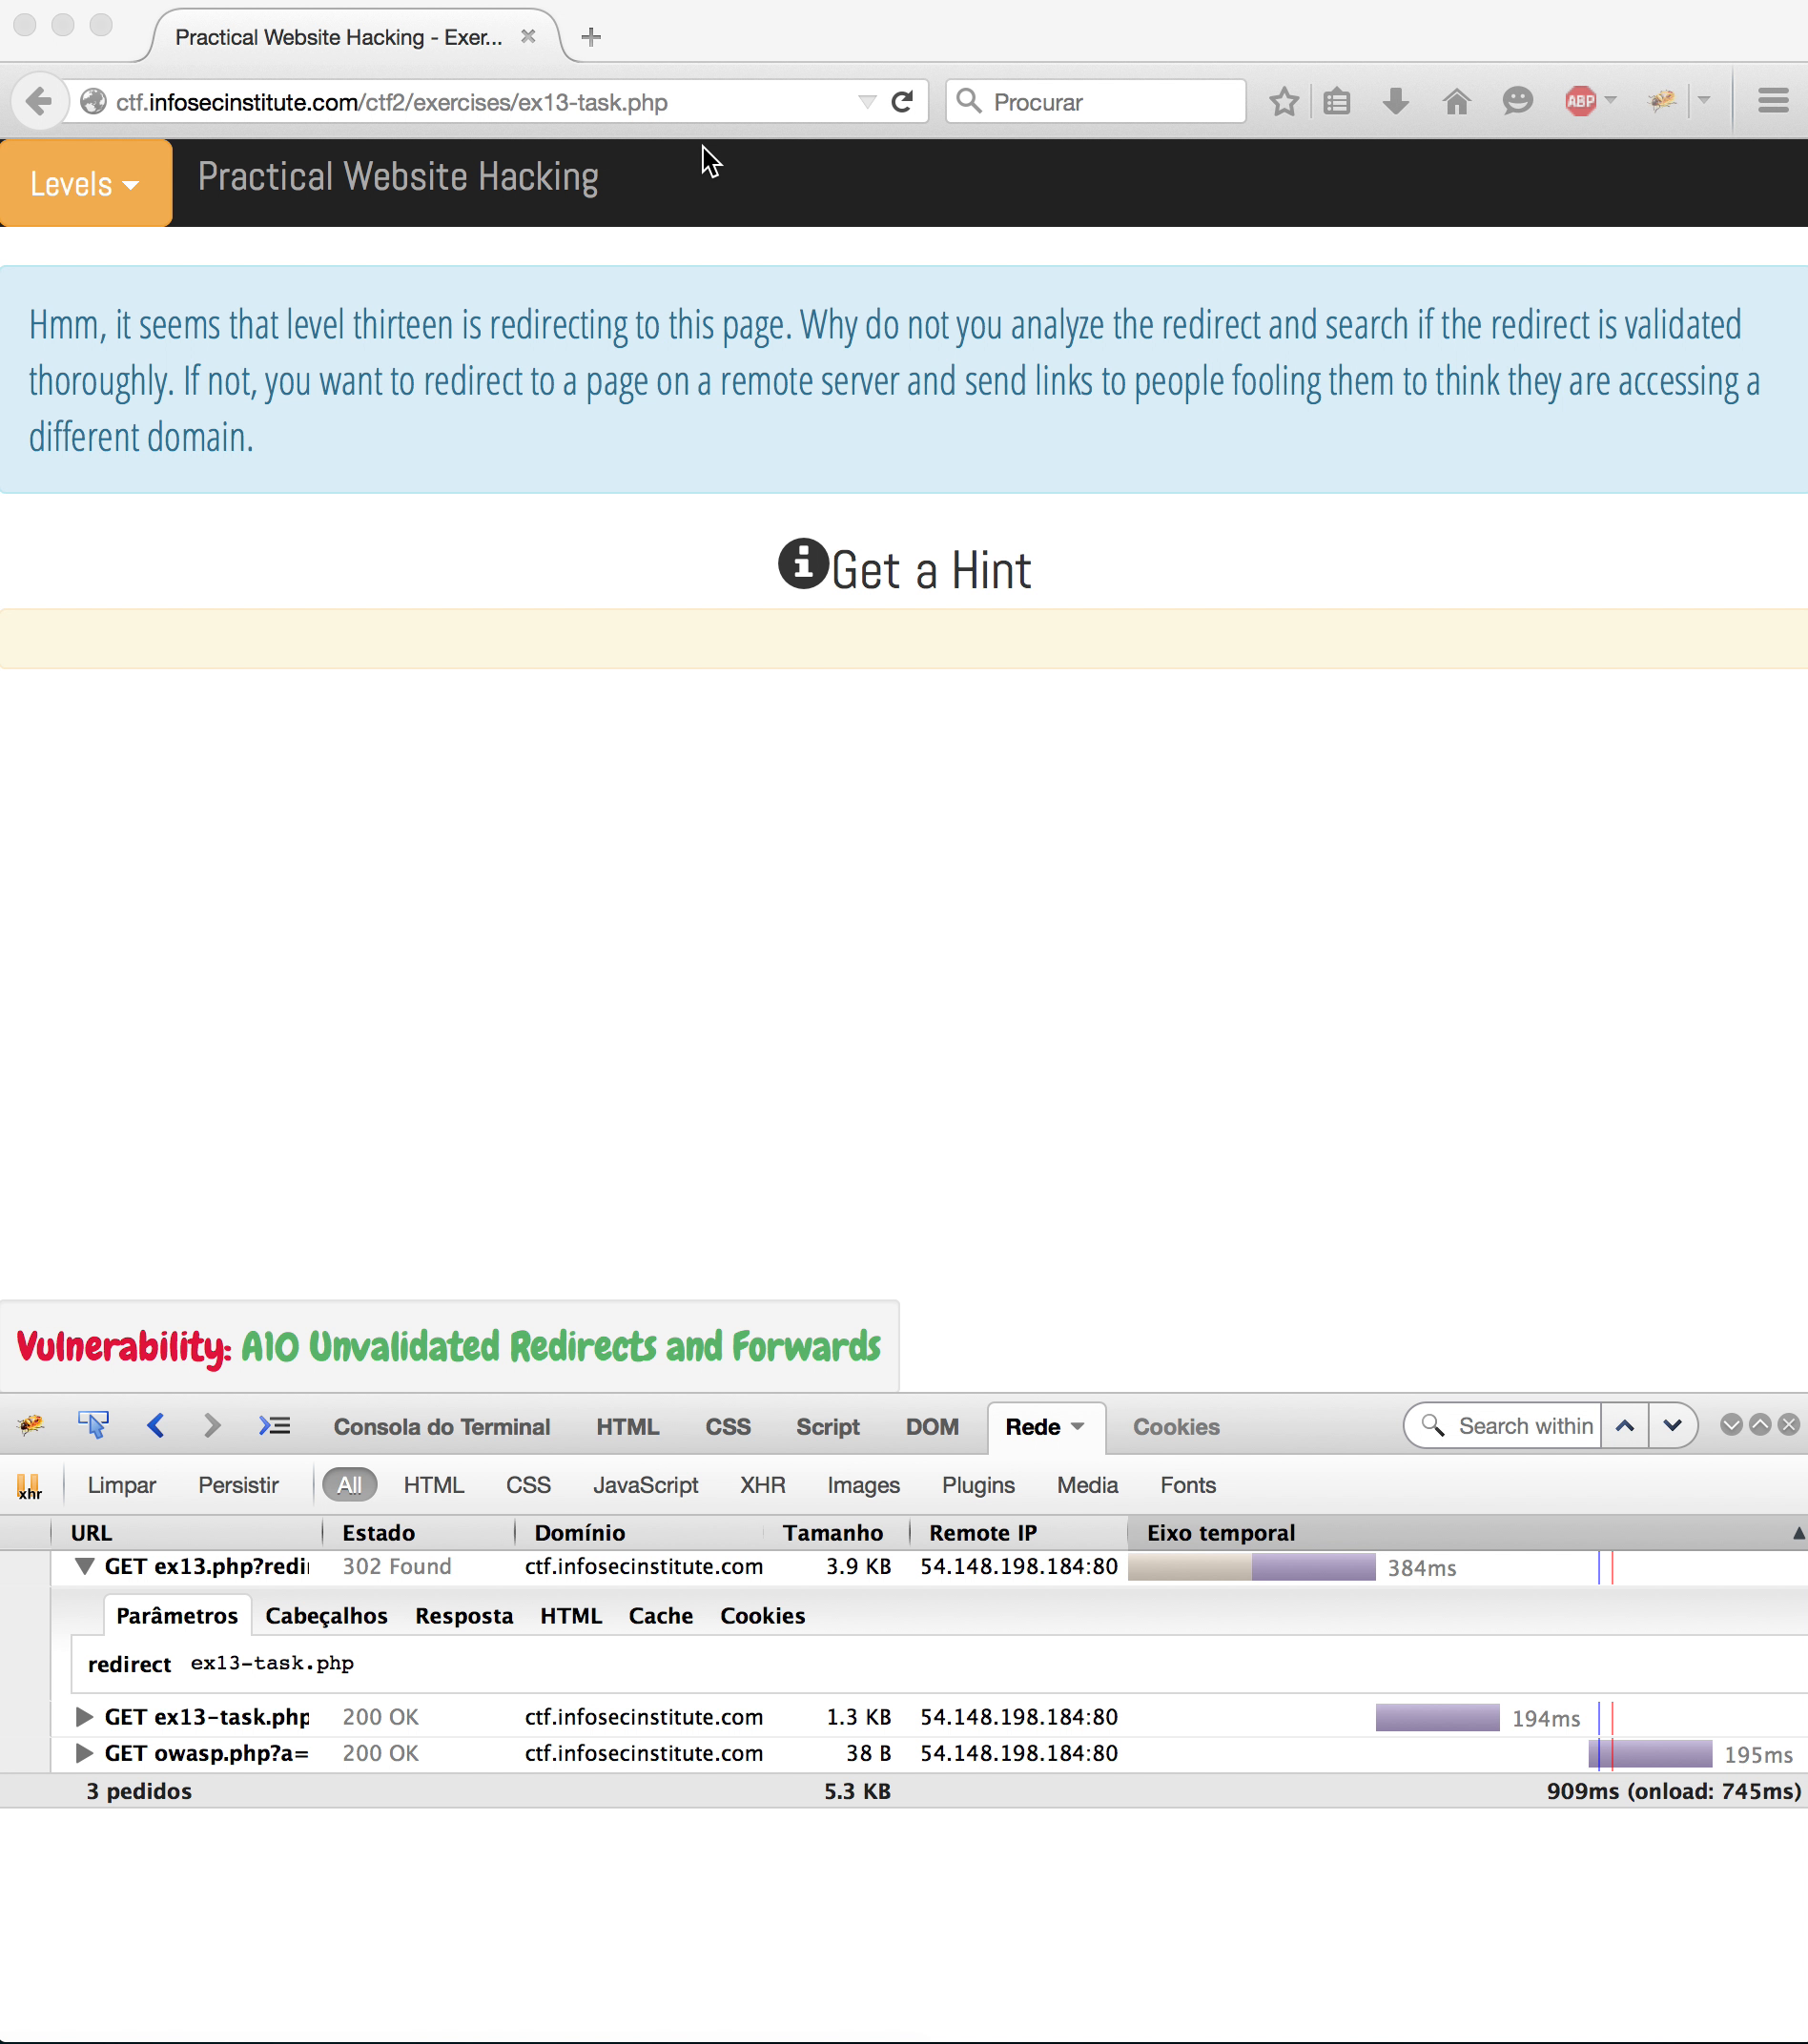 Practical Website Hacking - Exer...
ctf.infosecinstitute.com/ctf2/exercises/ex13-task.php
Procurar
ABP
Levels
Practical Website Hacking
Hmm, it seems that level thirteen is redirecting to this page. Why do not you analyze the redirect and search if the redirect is validated
thoroughly. If not, you want to redirect to a page on a remote server and send links to people fooling them to think they are accessing a
different domain.
Get a Hint
Vulnerability: A10 Unvalidated Redirects and Forwards
Consola do Terminal HTML CSS Script DOM Rede Cookies Search within
xhr Limpar Persistir All HTML CSS JavaScript XHR Images Plugins Media Fonts
URL Estado Domínio Tamanho Remote IP Eixo temporal
GET ex13.php?redi 302 Found ctf.infosecinstitute.com 3.9 KB 54.148.198.184:80 384ms
Parâmetros Cabeçalhos Resposta HTML Cache Cookies
redirect ex13-task.php
GET ex13-task.php 200 OK ctf.infosecinstitute.com 1.3 KB 54.148.198.184:80 194ms
GET owasp.php?a= 200 OK ctf.infosecinstitute.com 38 B 54.148.198.184:80 195ms
3 pedidos 5.3 KB 909ms (onload: 745ms)